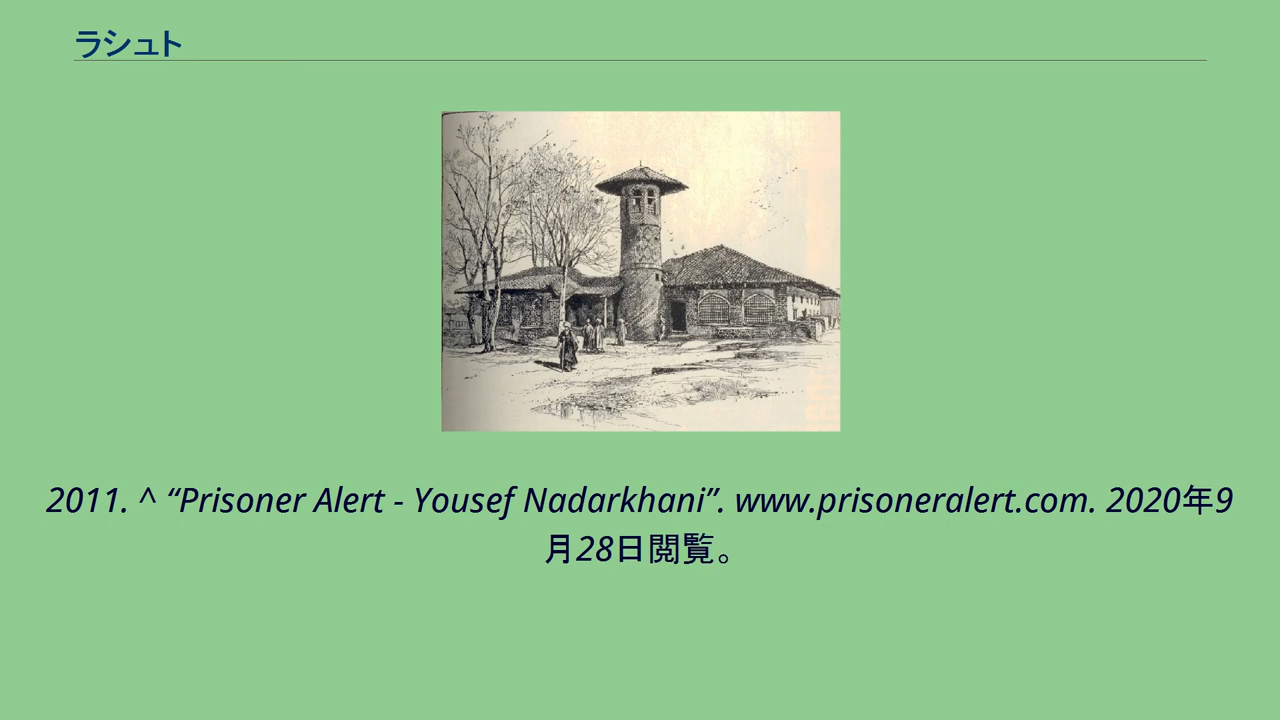 ラシュト
2011. ^ “Prisoner Alert - Yousef Nadarkhani”. www.prisoneralert.com. 2020年9
月28日閲覧。